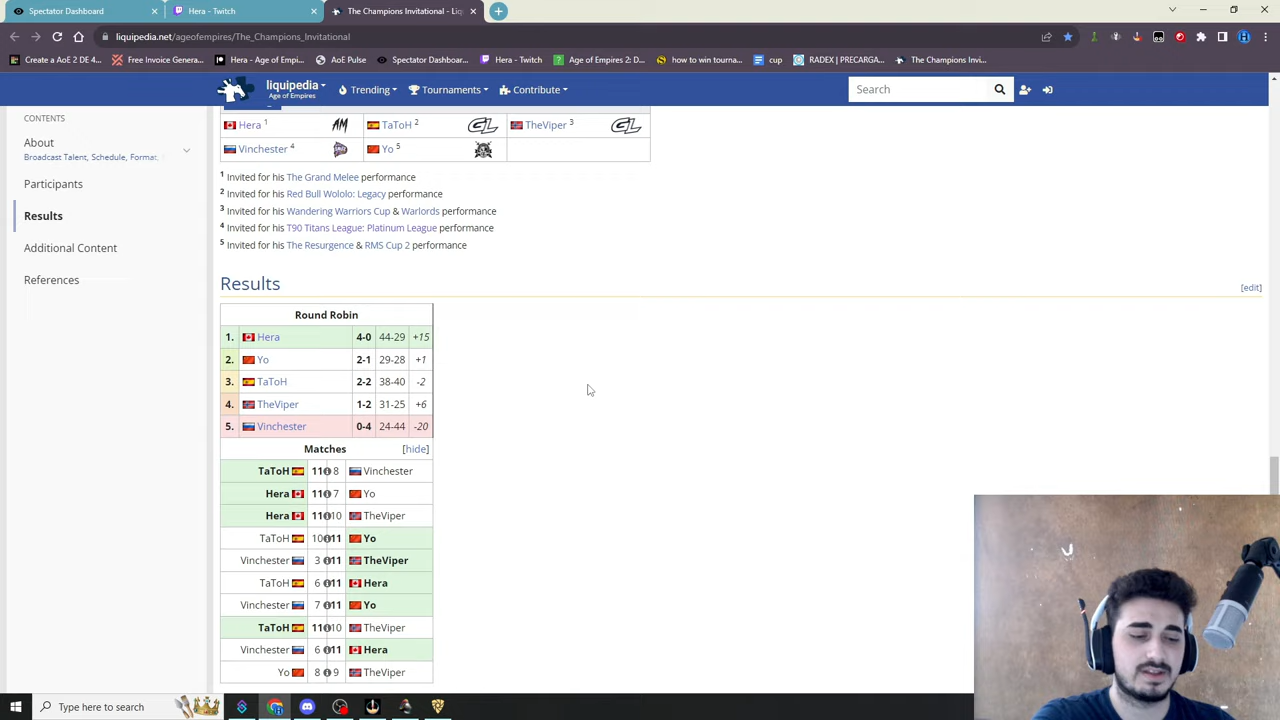 Spectator Dashboard
Hera - Twitch
The Champions Invitational - Liq
liquipedia.net/ageofempires/The_Champions_Invitational
Create a AoE 2 DE 4... Free Invoice Genera... Hera - Age of Empi... AoE Pulse Spectator Dashboar... Hera - Twitch Age of Empires 2: D... how to win tourna... cup RADEX | PRECARGA... The Champions Invi...
liquipedia
Age of Empires
Trending Tournaments Contribute
Search
CONTENTS
About
Broadcast Talent, Schedule, Format,
Participants
Results
Additional Content
References
Hera 1 AM TaToH 2 GL TheViper 3 GL
Vinchester 4 Yo 5
1 Invited for his The Grand Melee performance
2 Invited for his Red Bull Wololo: Legacy performance
3 Invited for his Wandering Warriors Cup & Warlords performance
4 Invited for his T90 Titans League: Platinum League performance
5 Invited for his The Resurgence & RMS Cup 2 performance
Results [edit]
Round Robin
1. Hera 4-0 44-29 +15
2. Yo 2-1 29-28 +1
3. TaToH 2-2 38-40 -2
4. TheViper 1-2 31-25 +6
5. Vinchester 0-4 24-44 -20
Matches [hide]
TaToH 11 8 Vinchester
Hera 11 7 Yo
Hera 11 10 TheViper
TaToH 10 11 Yo
Vinchester 3 11 TheViper
TaToH 6 11 Hera
Vinchester 7 11 Yo
TaToH 11 10 TheViper
Vinchester 6 11 Hera
Yo 8 9 TheViper
Type here to search